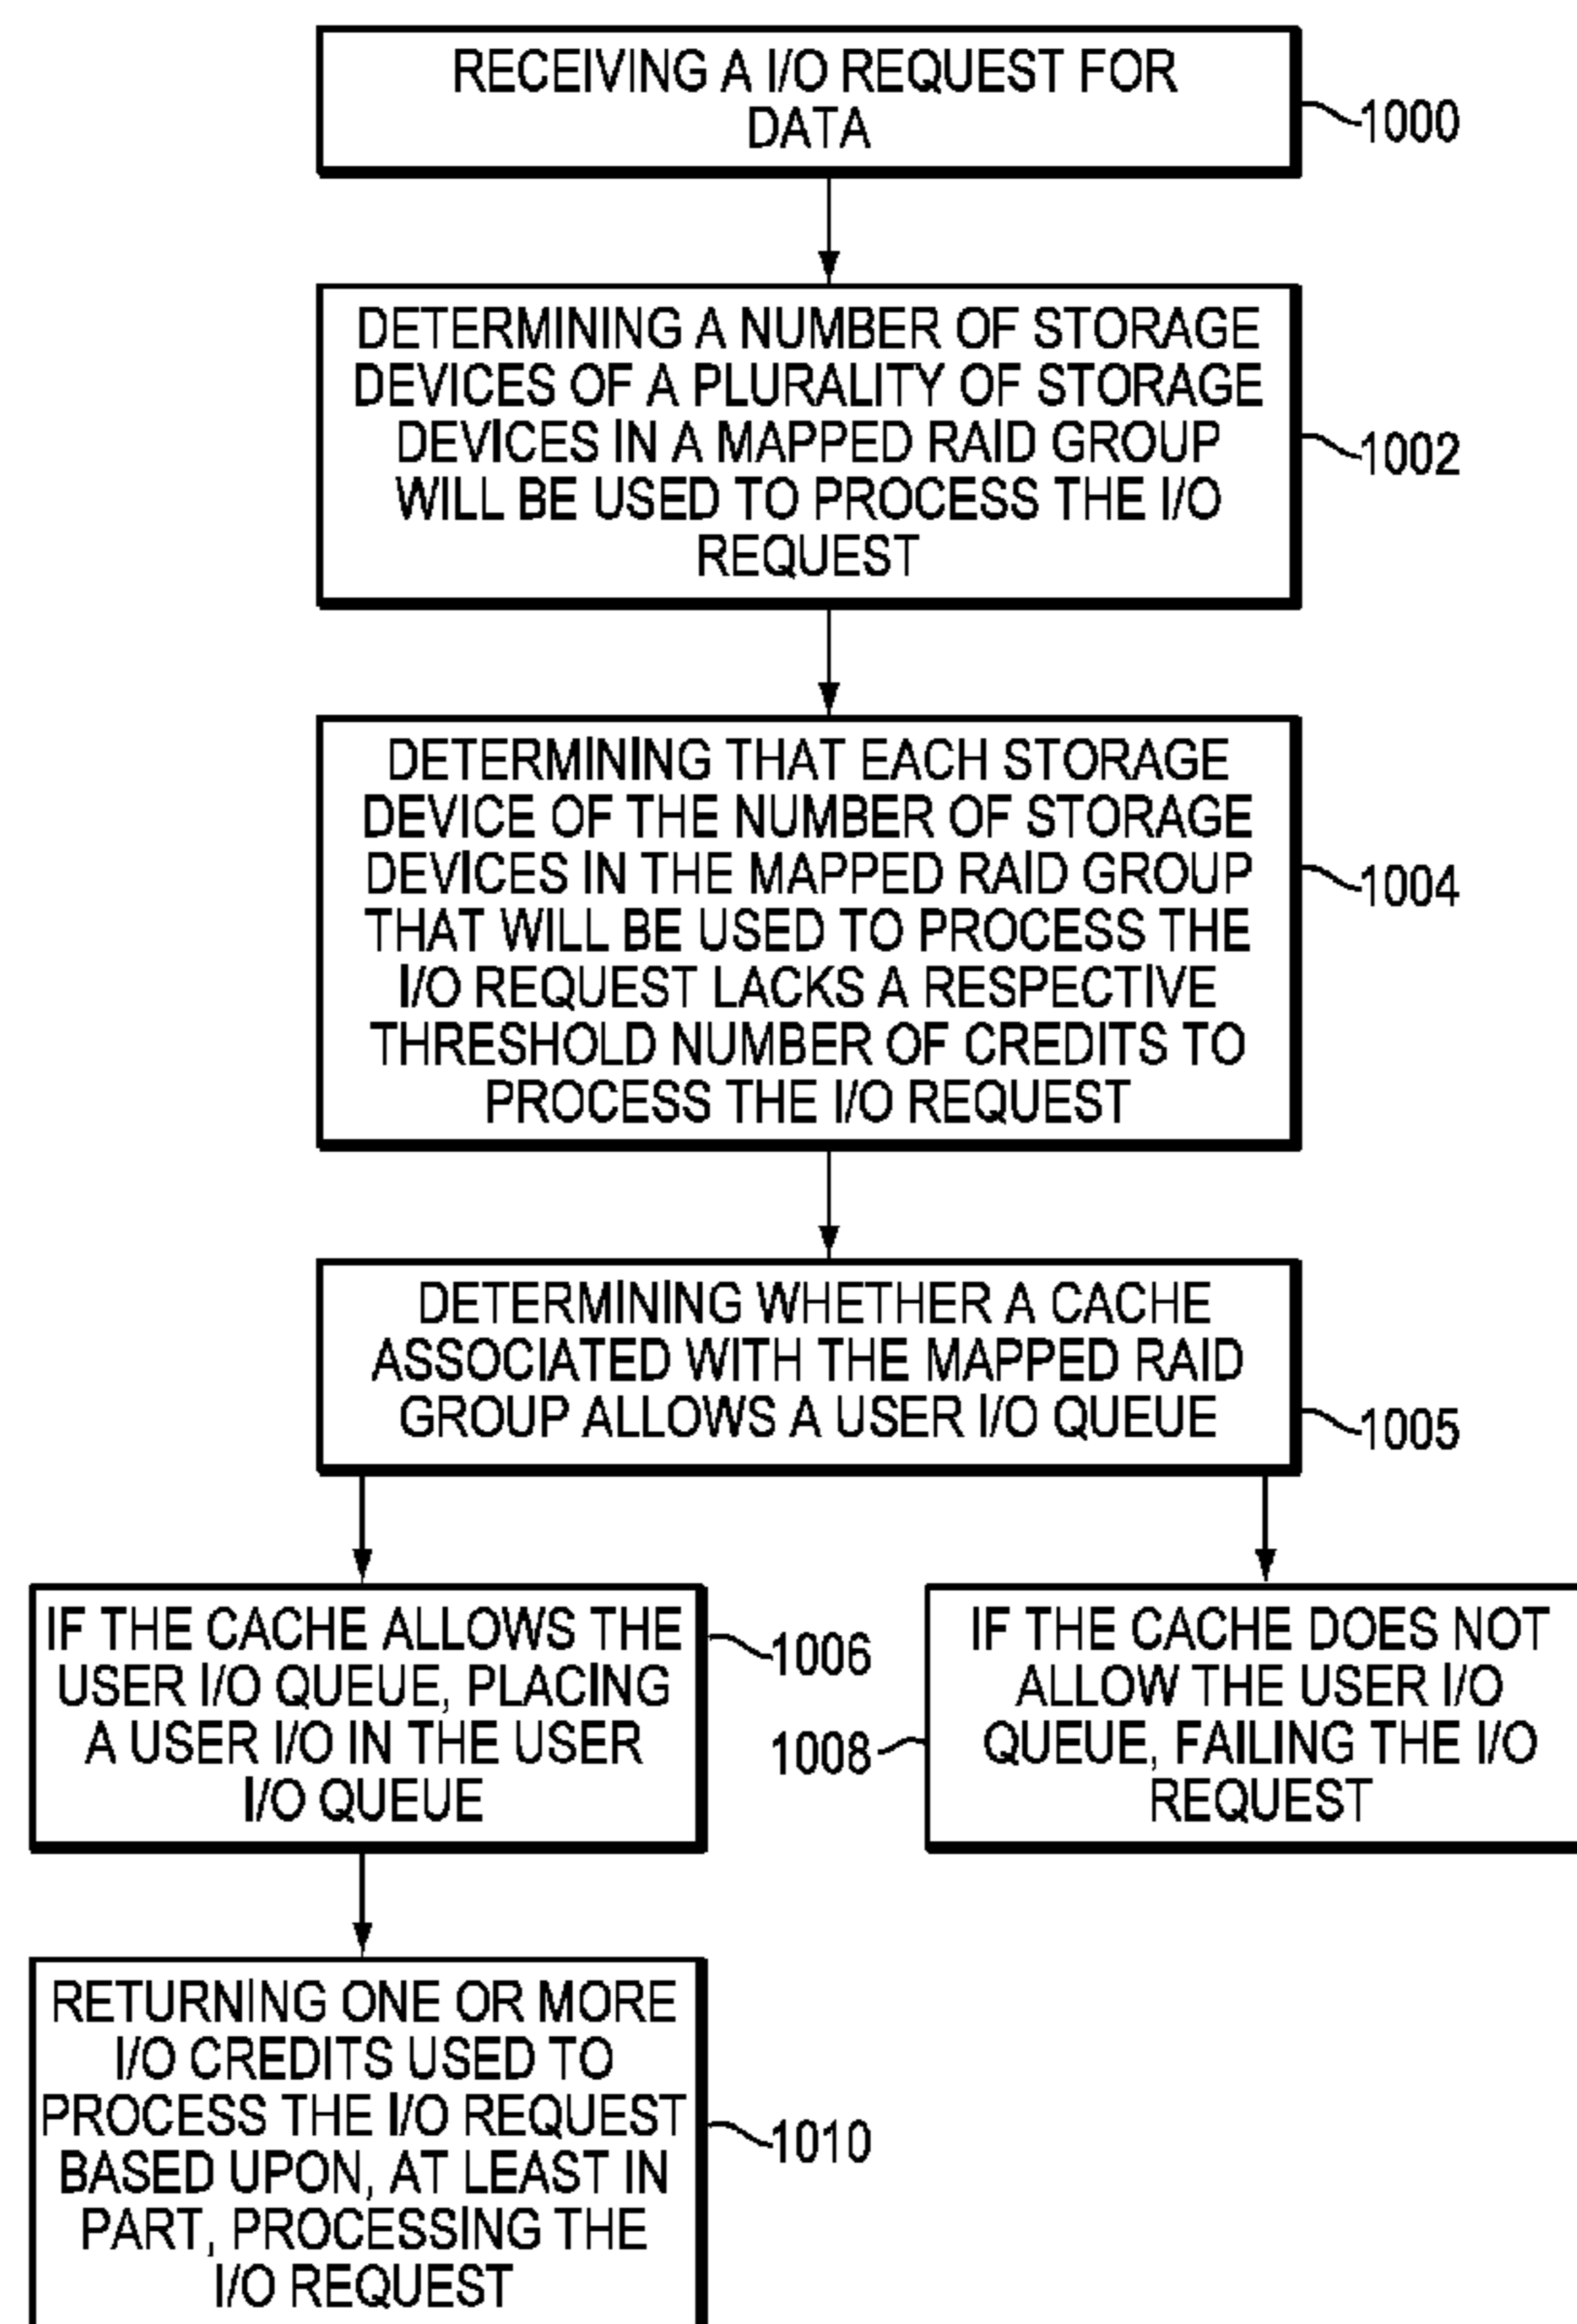 RECEIVING A I/O REQUEST FOR
DATA
1000
DETERMINING A NUMBER OF STORAGE
DEVICES OF A PLURALITY OF STORAGE
DEVICES IN A MAPPED RAID GROUP
WILL BE USED TO PROCESS THE I/O
REQUEST
1002
DETERMINING THAT EACH STORAGE
DEVICE OF THE NUMBER OF STORAGE
DEVICES IN THE MAPPED RAID GROUP
THAT WILL BE USED TO PROCESS THE
I/O REQUEST LACKS A RESPECTIVE
THRESHOLD NUMBER OF CREDITS TO
PROCESS THE I/O REQUEST
1004
DETERMINING WHETHER A CACHE
ASSOCIATED WITH THE MAPPED RAID
GROUP ALLOWS A USER I/O QUEUE
1005
IF THE CACHE ALLOWS THE
USER I/O QUEUE, PLACING
A USER I/O IN THE USER
I/O QUEUE
1006
IF THE CACHE DOES NOT
ALLOW THE USER I/O
QUEUE, FAILING THE I/O
REQUEST
1008
RETURNING ONE OR MORE
I/O CREDITS USED TO
PROCESS THE I/O REQUEST
BASED UPON, AT LEAST IN
PART, PROCESSING THE
I/O REQUEST
1010